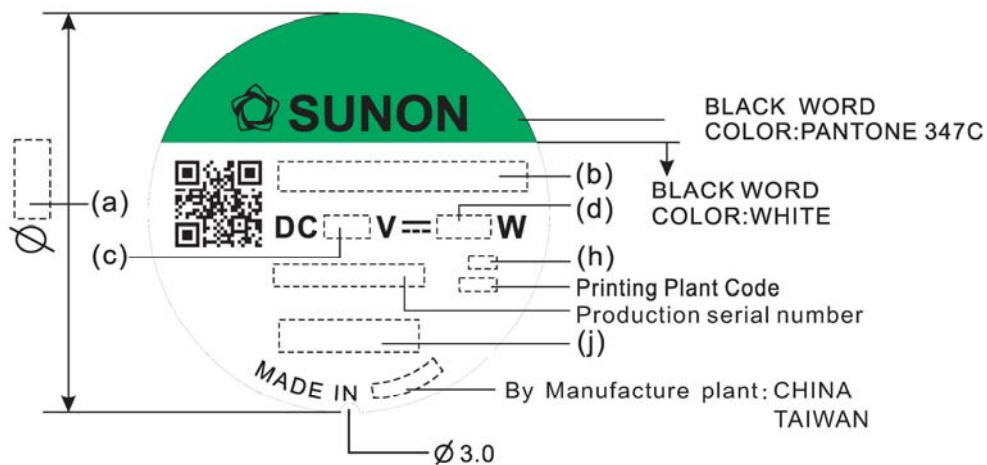 SUNON
BLACK WORD
COLOR:PANTONE 347C
BLACK WORD
COLOR:WHITE
(a)
(b)
(d)
DC V W
(c)
(h)
Printing Plant Code
Production serial number
(j)
MADE IN
By Manufacture plant: CHINA
TAIWAN
Ø
Ø 3.0